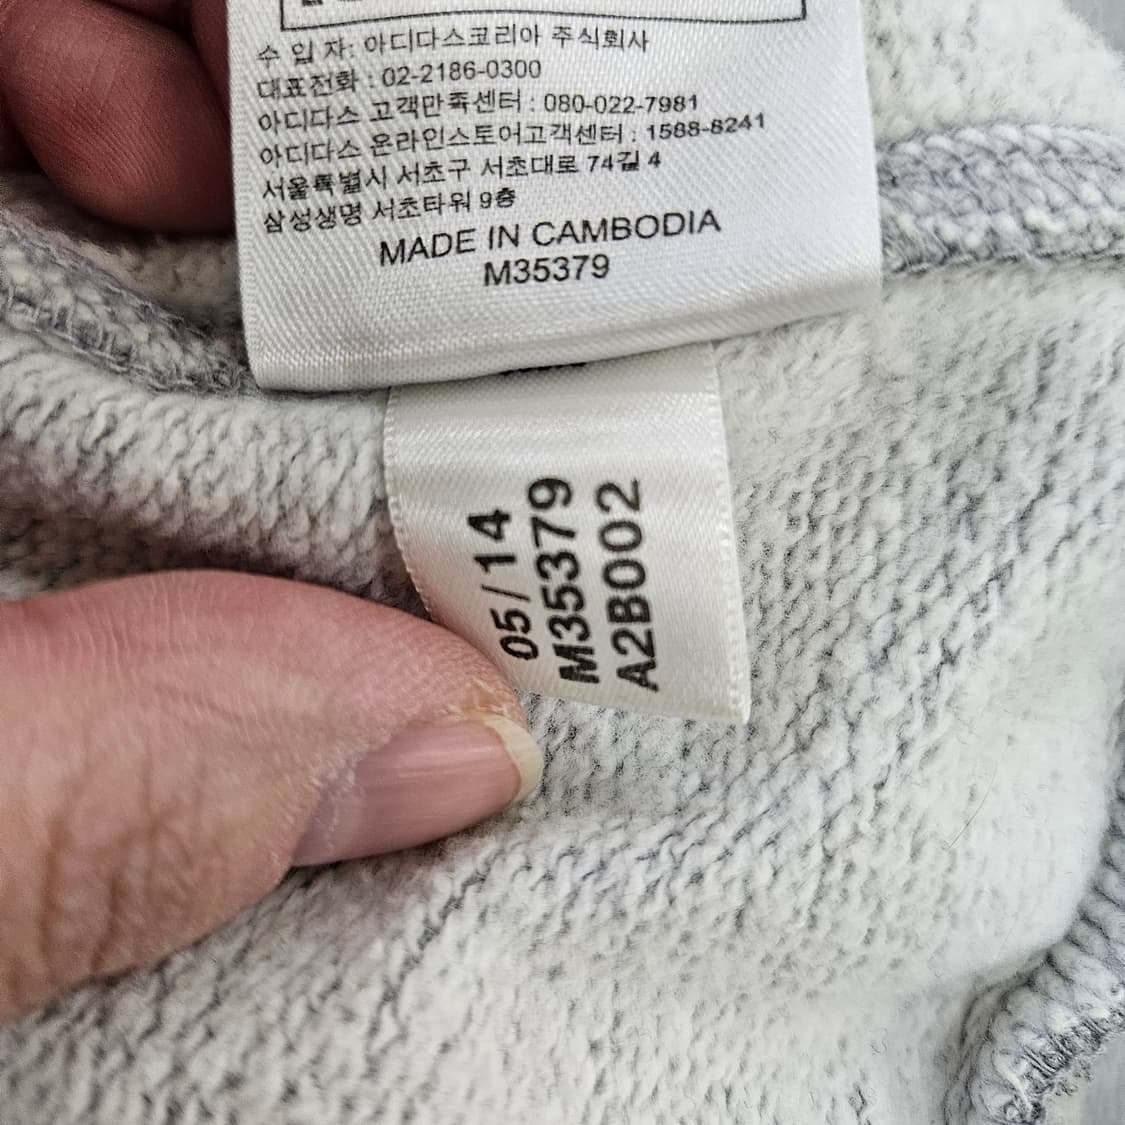 수 입 자: 아디다스코리아 주식회사
대표전화 : 02-2186-0300
아디다스 고객만족센터 : 080-022-7981
아디다스 온라인스토어고객센터 : 1588-8241
서울특별시 서초구 서초대로 74길 4
삼성생명 서초타워 9층
MADE IN CAMBODIA
M35379
05/14
M35379
A2B002